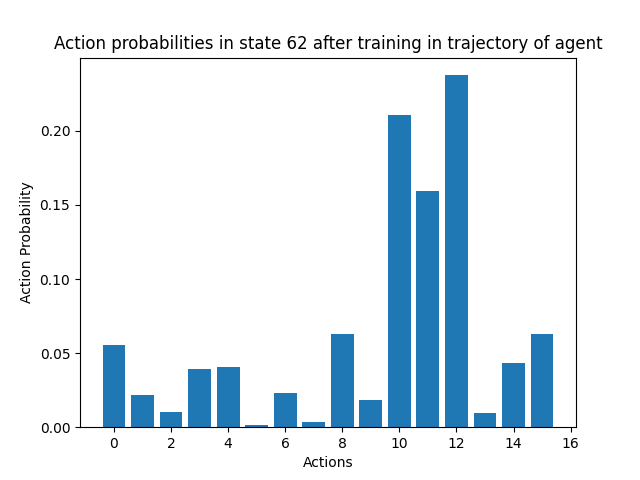 Action probabilities in state 62 after training in trajectory of agent
0.20
0.15
0.10
0.05
0.00
Action Probability
0 2 4 6 8 10 12 14 16
Actions